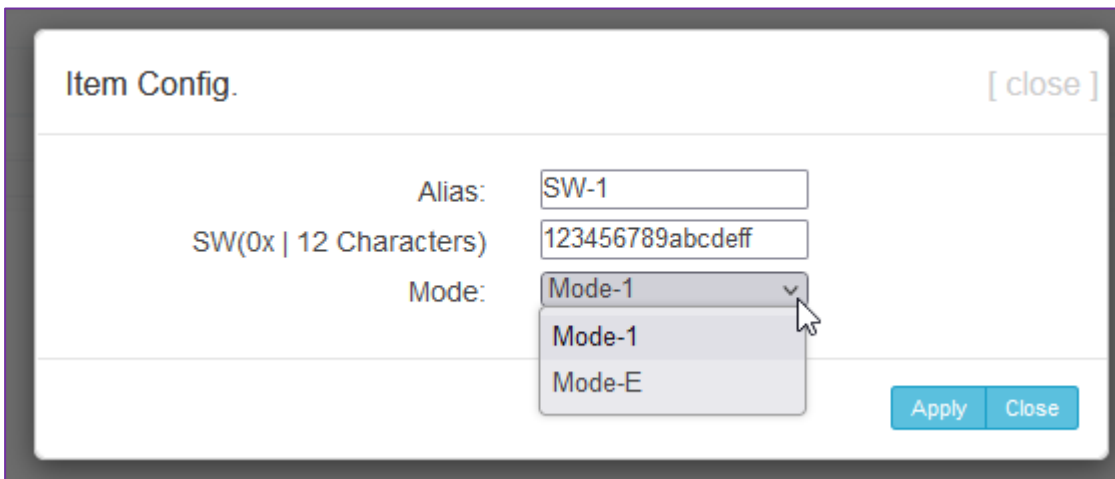 Item Config.
[ close ]
Alias:
SW-1
SW(0x | 12 Characters)
123456789abcdeff
Mode:
Mode-1
Mode-1
Mode-E
Apply
Close